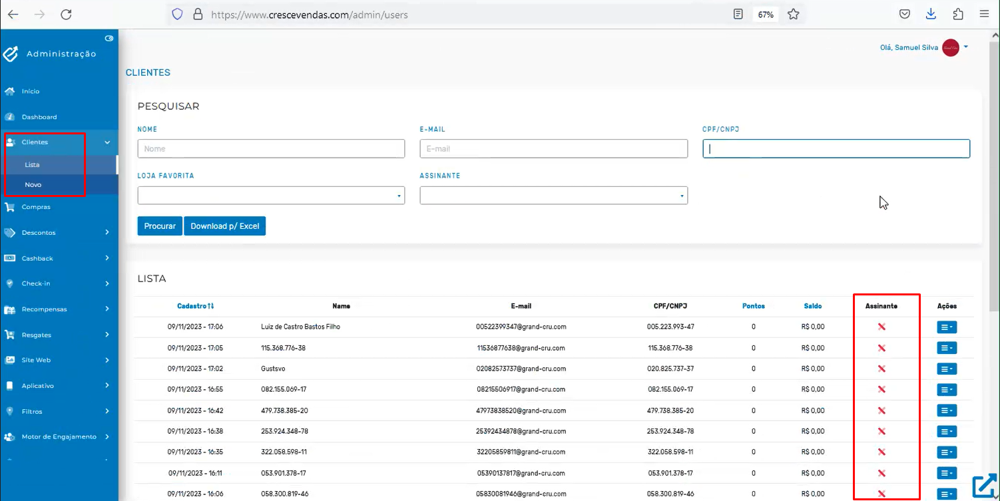 https://www.crescevendas.com/admin/users
67%
Administração
Olá, Samuel Silva
CLIENTES
Início
Dashboard
Clientes
Lista
Novo
Compras
Descontos
Cashback
Check-in
Recompensas
Resgates
Site Web
Aplicativo
Filtros
Motor de Engajamento
PESQUISAR
NOME
E-MAIL
CPF/CNPJ
Nome
E-mail
LOJA FAVORITA
ASSINANTE
Procurar
Download p/ Excel
LISTA
Cadastro Name E-mail CPF/CNPJ Pontos Saldo Assinante Ações
09/11/2023 - 17:06 Luiz de Castro Bastos Filho 00522399347@grand-cru.com 005.223.993-47 0 R$ 0,00
09/11/2023 - 17:05 115.368.776-38 11536877638@grand-cru.com 115.368.776-38 0 R$ 0,00
09/11/2023 - 17:02 Gustsvo 02082573737@grand-cru.com 020.825.737-37 0 R$ 0,00
09/11/2023 - 16:55 082.155.069-17 08215506917@grand-cru.com 082.155.069-17 0 R$ 0,00
09/11/2023 - 16:42 479.738.385-20 47973838520@grand-cru.com 479.738.385-20 0 R$ 0,00
09/11/2023 - 16:38 253.924.348-78 25392434878@grand-cru.com 253.924.348-78 0 R$ 0,00
09/11/2023 - 16:35 322.058.598-11 32205859811@grand-cru.com 322.058.598-11 0 R$ 0,00
09/11/2023 - 16:11 053.901.378-17 05390137817@grand-cru.com 053.901.378-17 0 R$ 0,00
09/11/2023 - 16:06 058.300.819-46 05830081946@grand-cru.com 058.300.819-46 0 R$ 0,00